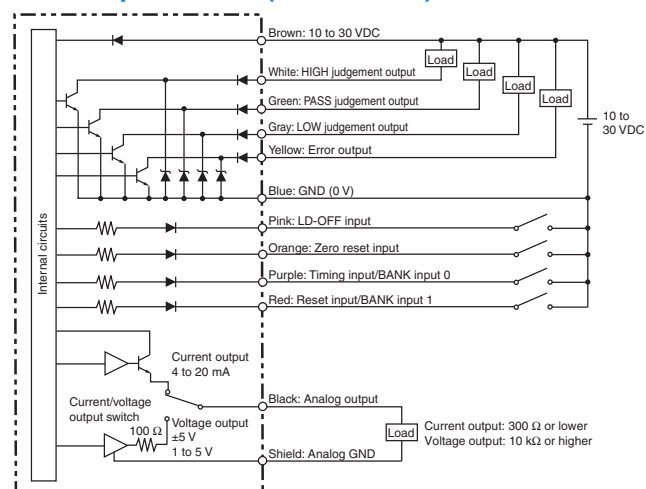 Brown: 10 to 30 VDC
Load
White: HIGH judgement output
Load
Green: PASS judgement output
Load
Gray: LOW judgement output
Load
10 to
30 VDC
Yellow: Error output
Blue: GND (0 V)
Internal circuits
Pink: LD-OFF input
Orange: Zero reset input
Purple: Timing input/BANK input 0
Red: Reset input/BANK input 1
Current output
4 to 20 mA
Current/voltage
output switch
Black: Analog output
100 Ω
Voltage output
±5 V
1 to 5 V
Load
Current output: 300 Ω or lower
Voltage output: 10 kΩ or higher
Shield: Analog GND